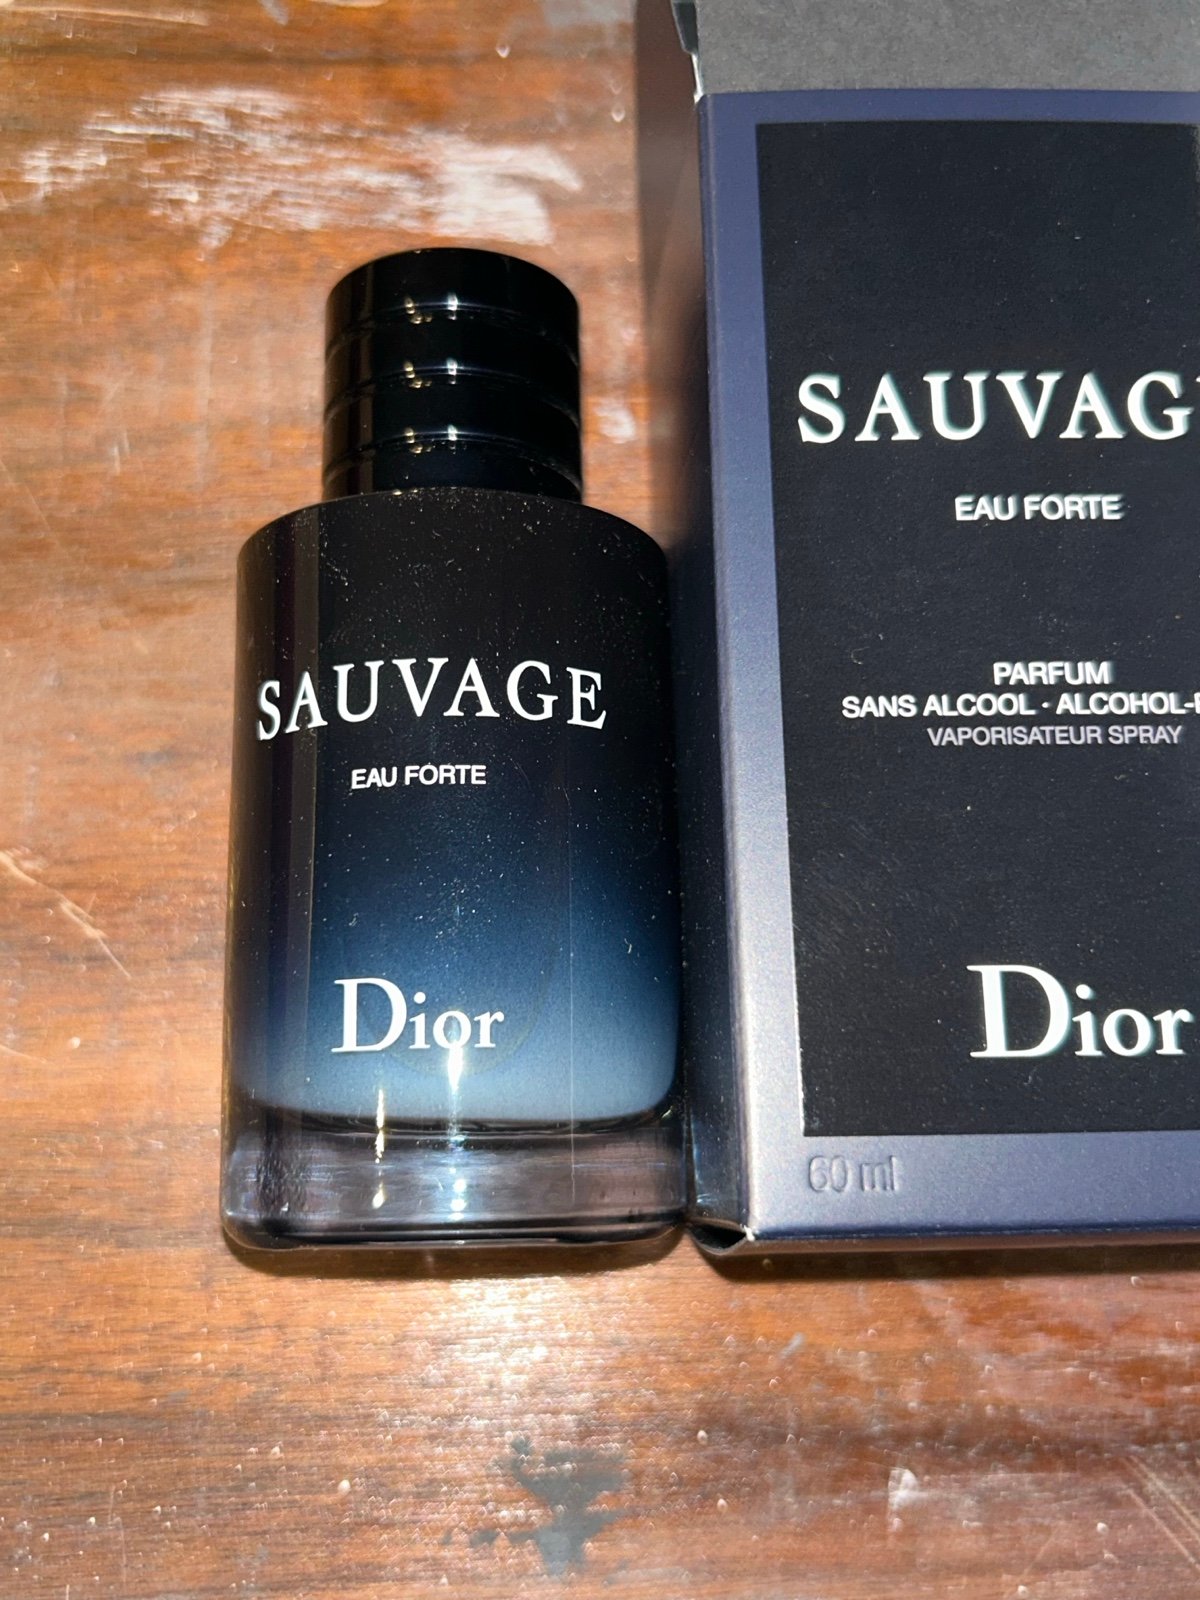 SAUVAGE
EAU FORTE
Dior
SAUVAG
EAU FORTE
PARFUM
SANS ALCOOL · ALCOHOL-
VAPORISATEUR SPRAY
Dior
60 ml